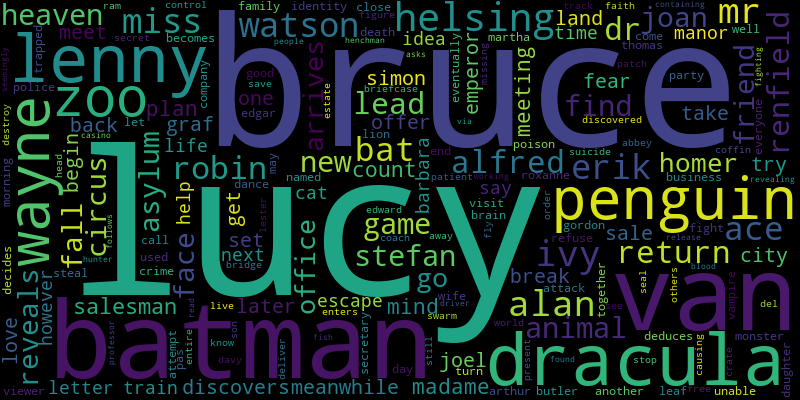 bruce
lucy
batman
van
dracula
penguin
wayne
lenny
zoo
helsing
heaven
miss
watson
dr
joan
mr
land
idea
time
manor
lead
simon
bat
emperor
meeting
fear
find
friend
renfield
meet
plan
arrives
one
offer
take
back
graf
life
new
count
barbara
alfred
erik
homer
try
robin
asylum
circus
begin
fall
help
face
get
cat
game
say
ivy
ace
stefan
go
office
set
next
return
sale
city
break
mind
escape
alan
animal
salesman
later
reveals
however
love
joel
turn
letter
train
discovers
meanwhile
madame
secretary
family
identity
close
figure
death
track
faith
come
well
thomas
patch
party
everyone
missing
martha
asks
people
henchman
briefcase
casino
company
good
save
edgar
estate
lion
eventually
via
poison
discovered
suicide
abbey
coffin
business
revealing
roxanne
working
patient
end
visit
brain
edward
coach
away
fly
order
gordon
refuse
fight
release
fighting
containing
control
ram
trapped
secret
becomes
seemingly
police
let
destroy
morning
head
hunter
follows
dance
may
named
call
used
crime
steal
bridge
lester
wife
driver
attack
together
seal
others
see
blood
vampire
del
decides
live
enters
read
son
attempt
pas
entire
know
davy
deliver
day
still
swarm
world
fish
professor
viewer
deduces
monster
found
stop
present
causing
crate
daughter
arthur
butler
another
leaf
free
unable